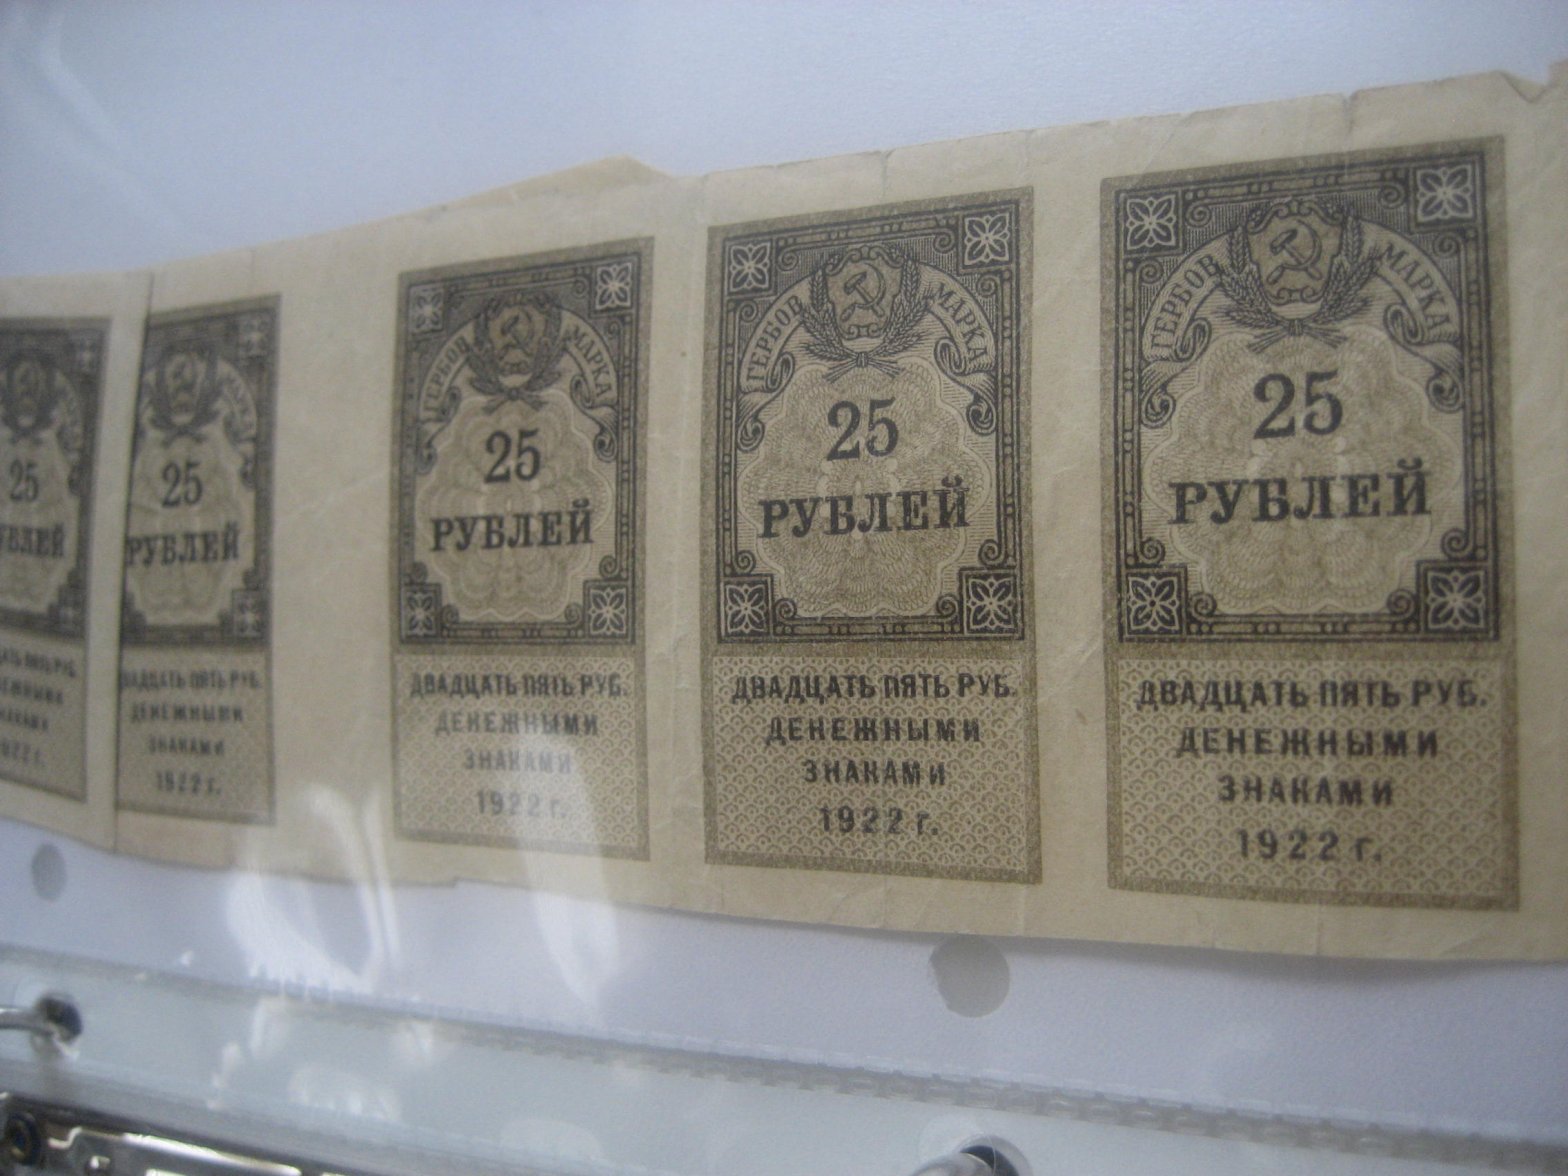 25
25
РУБЛЕЙ
ДВАДЦАТЬ ПЯТЬ РУБ.
ДЕНЕЖНЫМИ
ЗНАКАМИ
1922 г.
ГЕРБОВ. МАРКА
25
РУБЛЕЙ
ДВАДЦАТЬ ПЯТЬ РУБ.
ДЕНЕЖНЫМИ
ЗНАКАМИ
1922 г.
ГЕРБОВ. МАРКА
25
РУБЛЕЙ
ДВАДЦАТЬ ПЯТЬ РУБ.
ДЕНЕЖНЫМИ
ЗНАКАМИ
1922 г.
ГЕРБОВ. МАРКА
25
РУБЛЕЙ
ДВАДЦАТЬ ПЯТЬ РУБ.
ДЕНЕЖНЫМИ
ЗНАКАМИ
1922 г.